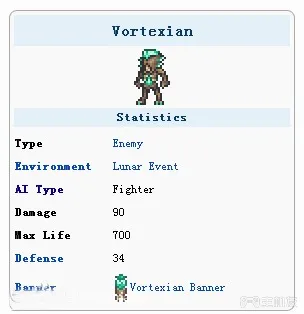 Vortexian
Statistics
Type Enemy
Environment Lunar Event
AI Type Fighter
Damage 90
Max Life 700
Defense 34
Banner Vortexian Banner